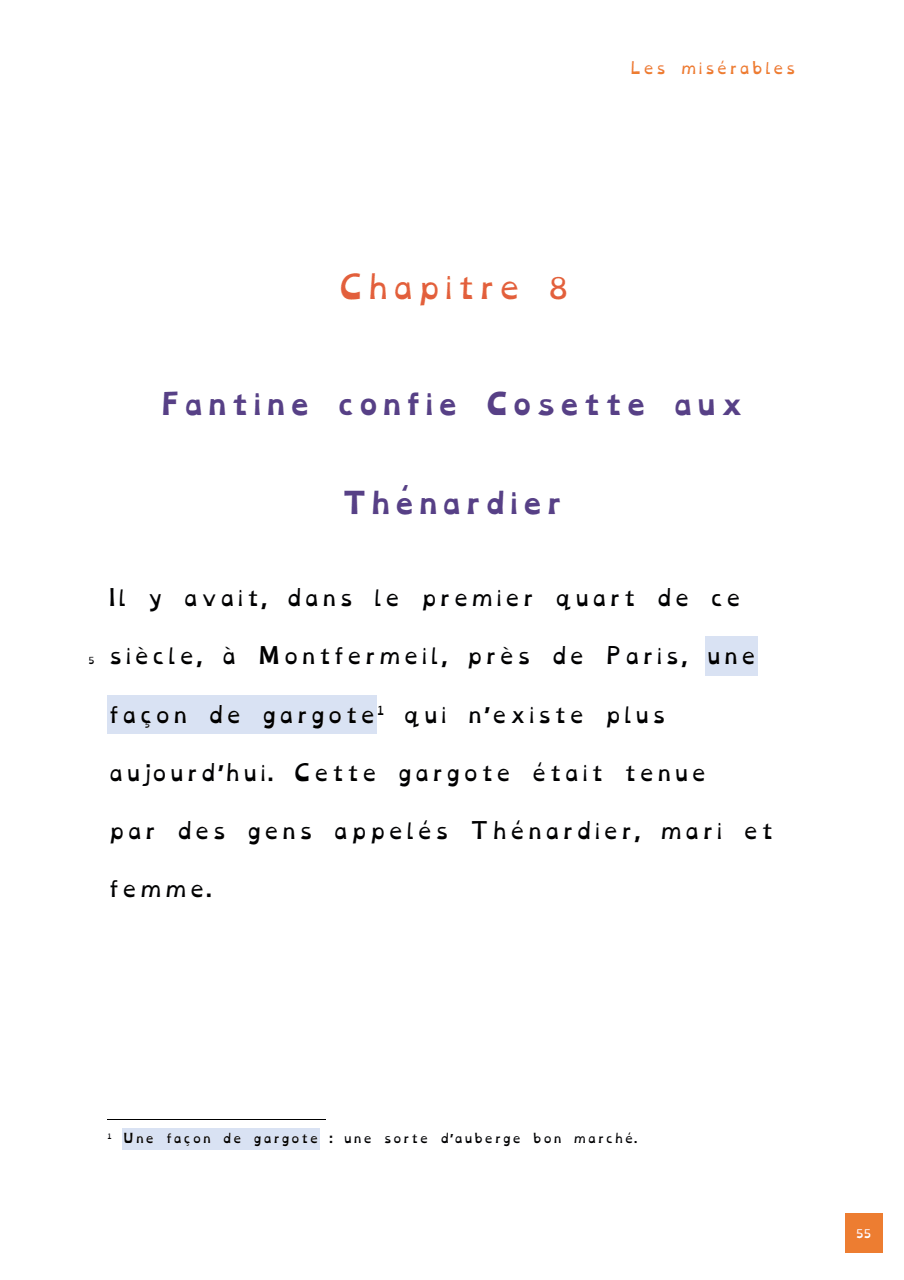 Les misérables
Chapitre 8
Fantine confie Cosette aux
Thénardier
Il y avait, dans le premier quart de ce
5 siècle, à Montfermeil, près de Paris, une
façon de gargote¹ qui n’existe plus
aujourd’hui. Cette gargote était tenue
par des gens appelés Thénardier, mari et
femme.
¹ Une façon de gargote : une sorte d’auberge bon marché.
55